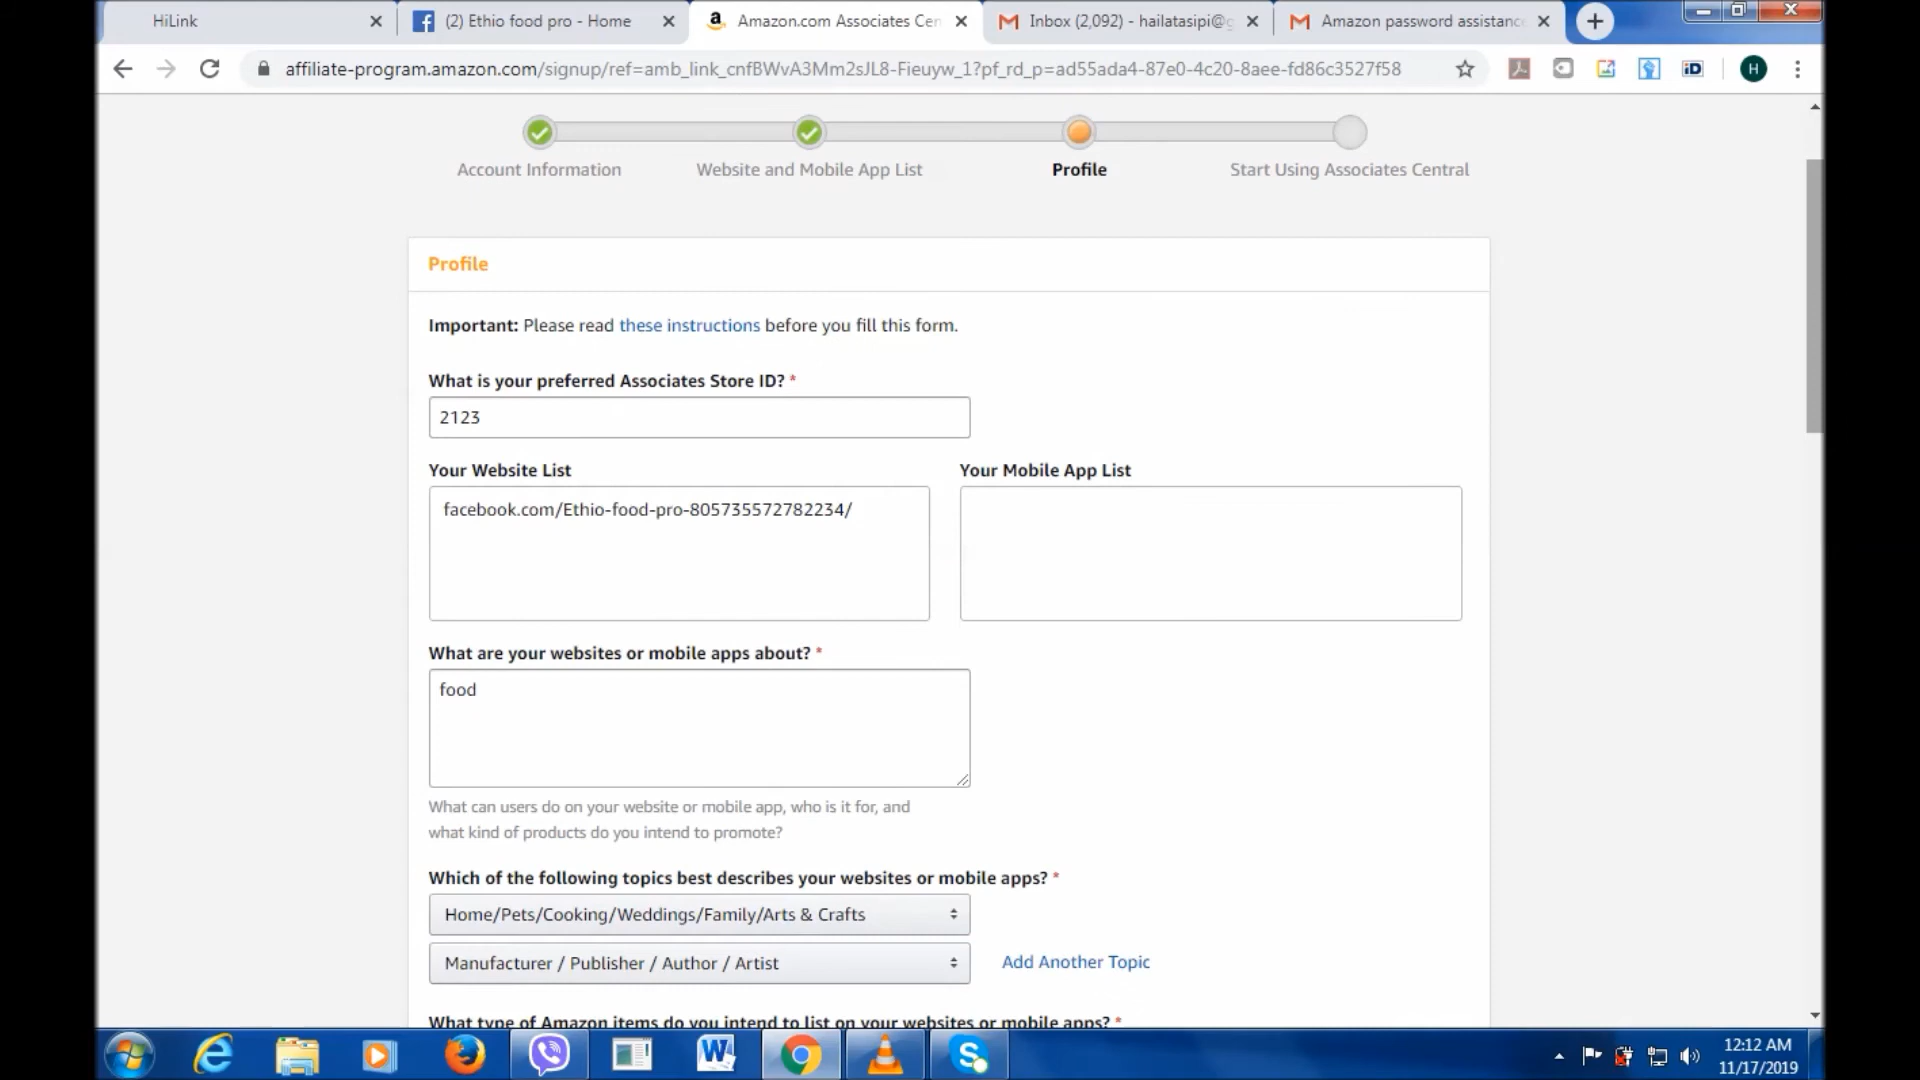 HiLink
(2) Ethio food pro - Home
Amazon.com Associates Cen
Inbox (2,092) - hailatasipi@g
Amazon password assistance
affiliate-program.amazon.com/signup/ref=amb_link_cnfBWvA3Mm2sJL8-Fieuyw_1?pf_rd_p=ad55ada4-87e0-4c20-8aee-fd86c3527f58
H
Account Information
Website and Mobile App List
Profile
Start Using Associates Central
Profile
Important: Please read these instructions before you fill this form.
What is your preferred Associates Store ID? *
2123
Your Website List
Your Mobile App List
facebook.com/Ethio-food-pro-805735572782234/
What are your websites or mobile apps about? *
food
What can users do on your website or mobile app, who is it for, and
what kind of products do you intend to promote?
Which of the following topics best describes your websites or mobile apps? *
Home/Pets/Cooking/Weddings/Family/Arts & Crafts
Manufacturer / Publisher / Author / Artist
Add Another Topic
What type of Amazon items do you intend to list on your websites or mobile apps? *
12:12 AM
11/17/2019